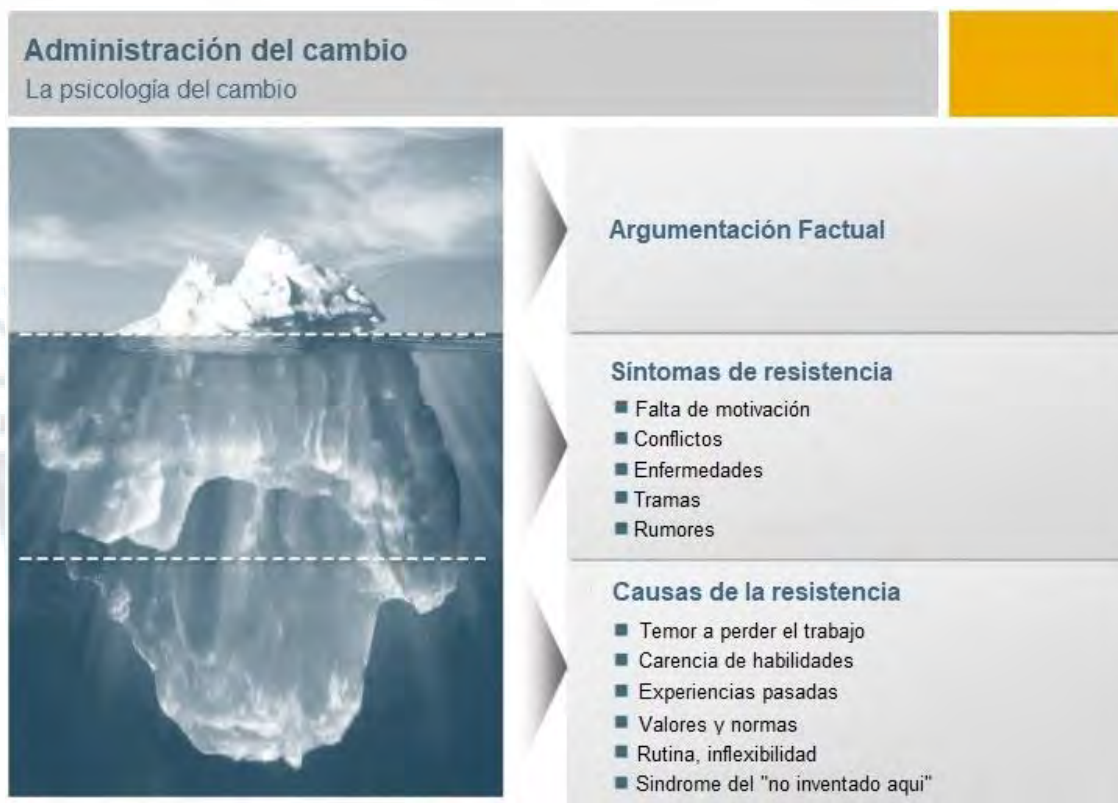 Administración del cambio
La psicología del cambio
Argumentación Factual
Síntomas de resistencia
Falta de motivación
Conflictos
Enfermedades
Tramas
Rumores
Causas de la resistencia
Temor a perder el trabajo
Carencia de habilidades
Experiencias pasadas
Valores y normas
Rutina, inflexibilidad
Sindrome del "no inventado aqui"